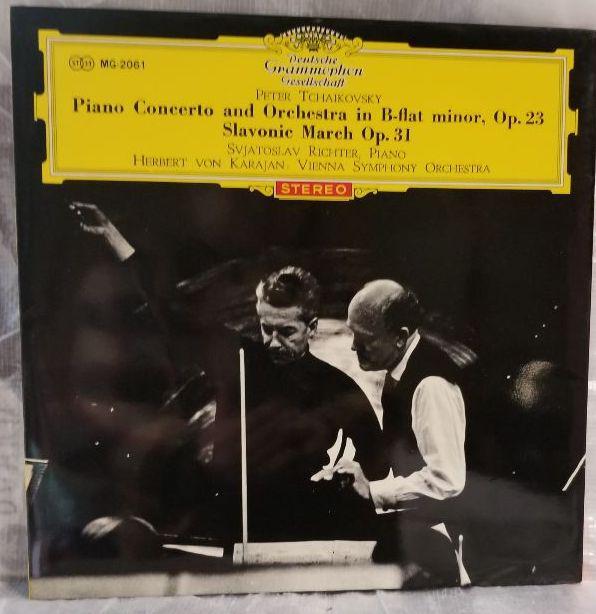 MG-2061
Deutsche
Grammophon
Gesellschaft
PETER TCHAIKOVSKY
Piano Concerto and Orchestra in B-flat minor, Op. 23
Slavonic March Op. 31
SVJATOSLAV RICHTER, PIANO
HERBERT VON KARAJAN · VIENNA SYMPHONY ORCHESTRA
STEREO